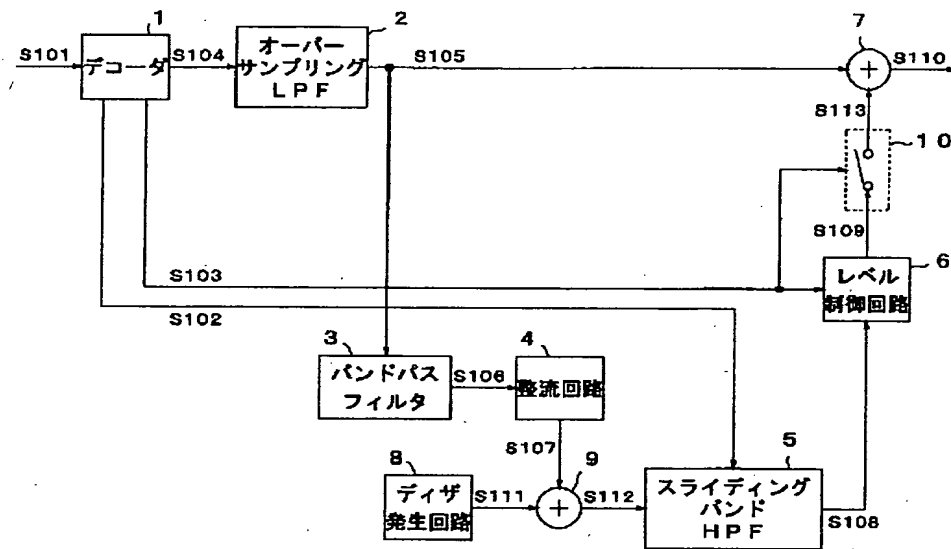 1
S101
デコーダ
S104
2
オーバー
サンプリング
LPF
S105
7
+
S110
S113
10
S109
6
レベル
制御回路
S103
S102
3
バンドパス
フィルタ
S106
4
整流回路
S107
8
ディザ
発生回路
S111
9
+
S112
5
スライディング
バンド
HPF
S108